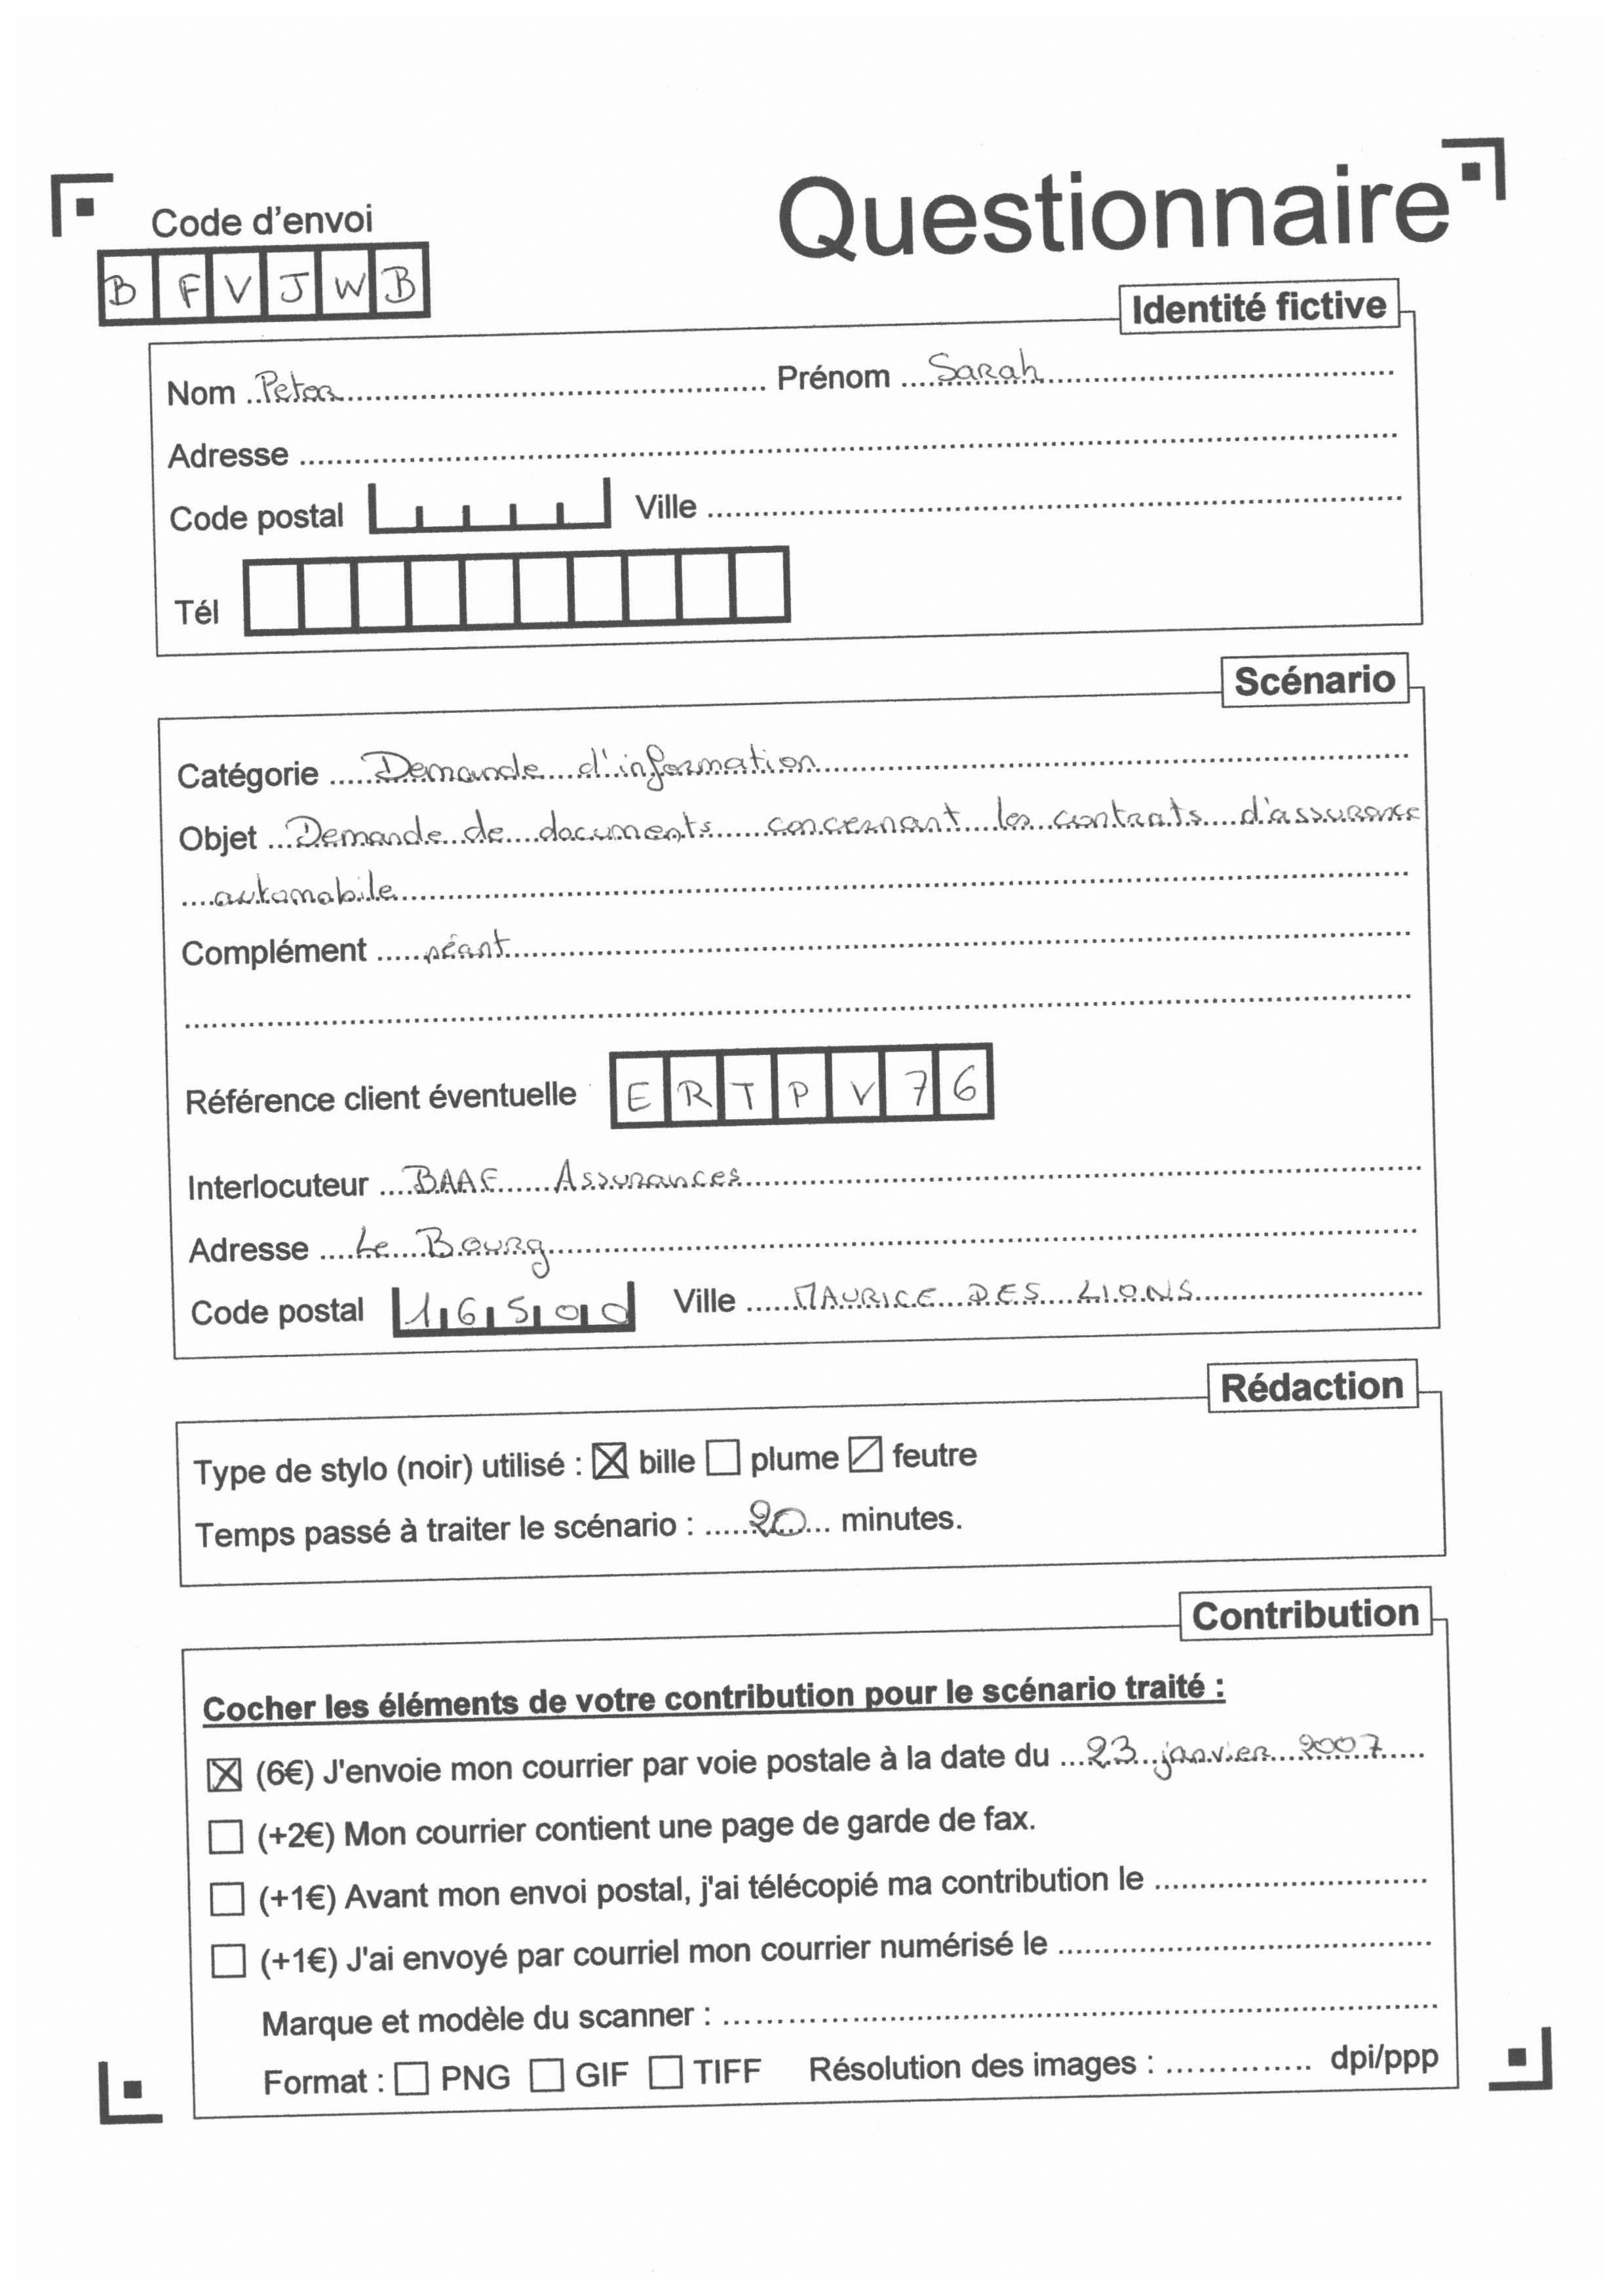 Questionnaire
Code d'envoi
B F V J W B
Identité fictive
Nom ..Peter.. Prénom ..Sarah..
Adresse ..
Code postal Ville ..
Tél
Scénario
Catégorie ..Demande d'information..
Objet ..Demande de documents concernant les contrats d'assurance
..automobile..
Complément ..néant..
Référence client éventuelle E R T P V 7 6
Interlocuteur ..BAAF Assurances..
Adresse ..Le Bourg..
Code postal 16500 Ville ..MAURICE DES LIONS..
Rédaction
Type de stylo (noir) utilisé : ☒ bille ☐ plume ☑ feutre
Temps passé à traiter le scénario : ..20.. minutes.
Contribution
Cocher les éléments de votre contribution pour le scénario traité :
☒ (6€) J'envoie mon courrier par voie postale à la date du ..23 janvier 2007..
☐ (+2€) Mon courrier contient une page de garde de fax.
☐ (+1€) Avant mon envoi postal, j'ai télécopié ma contribution le ..
☐ (+1€) J'ai envoyé par courriel mon courrier numérisé le ..
Marque et modèle du scanner : ..
Format : ☐ PNG ☐ GIF ☐ TIFF Résolution des images : .. dpi/ppp